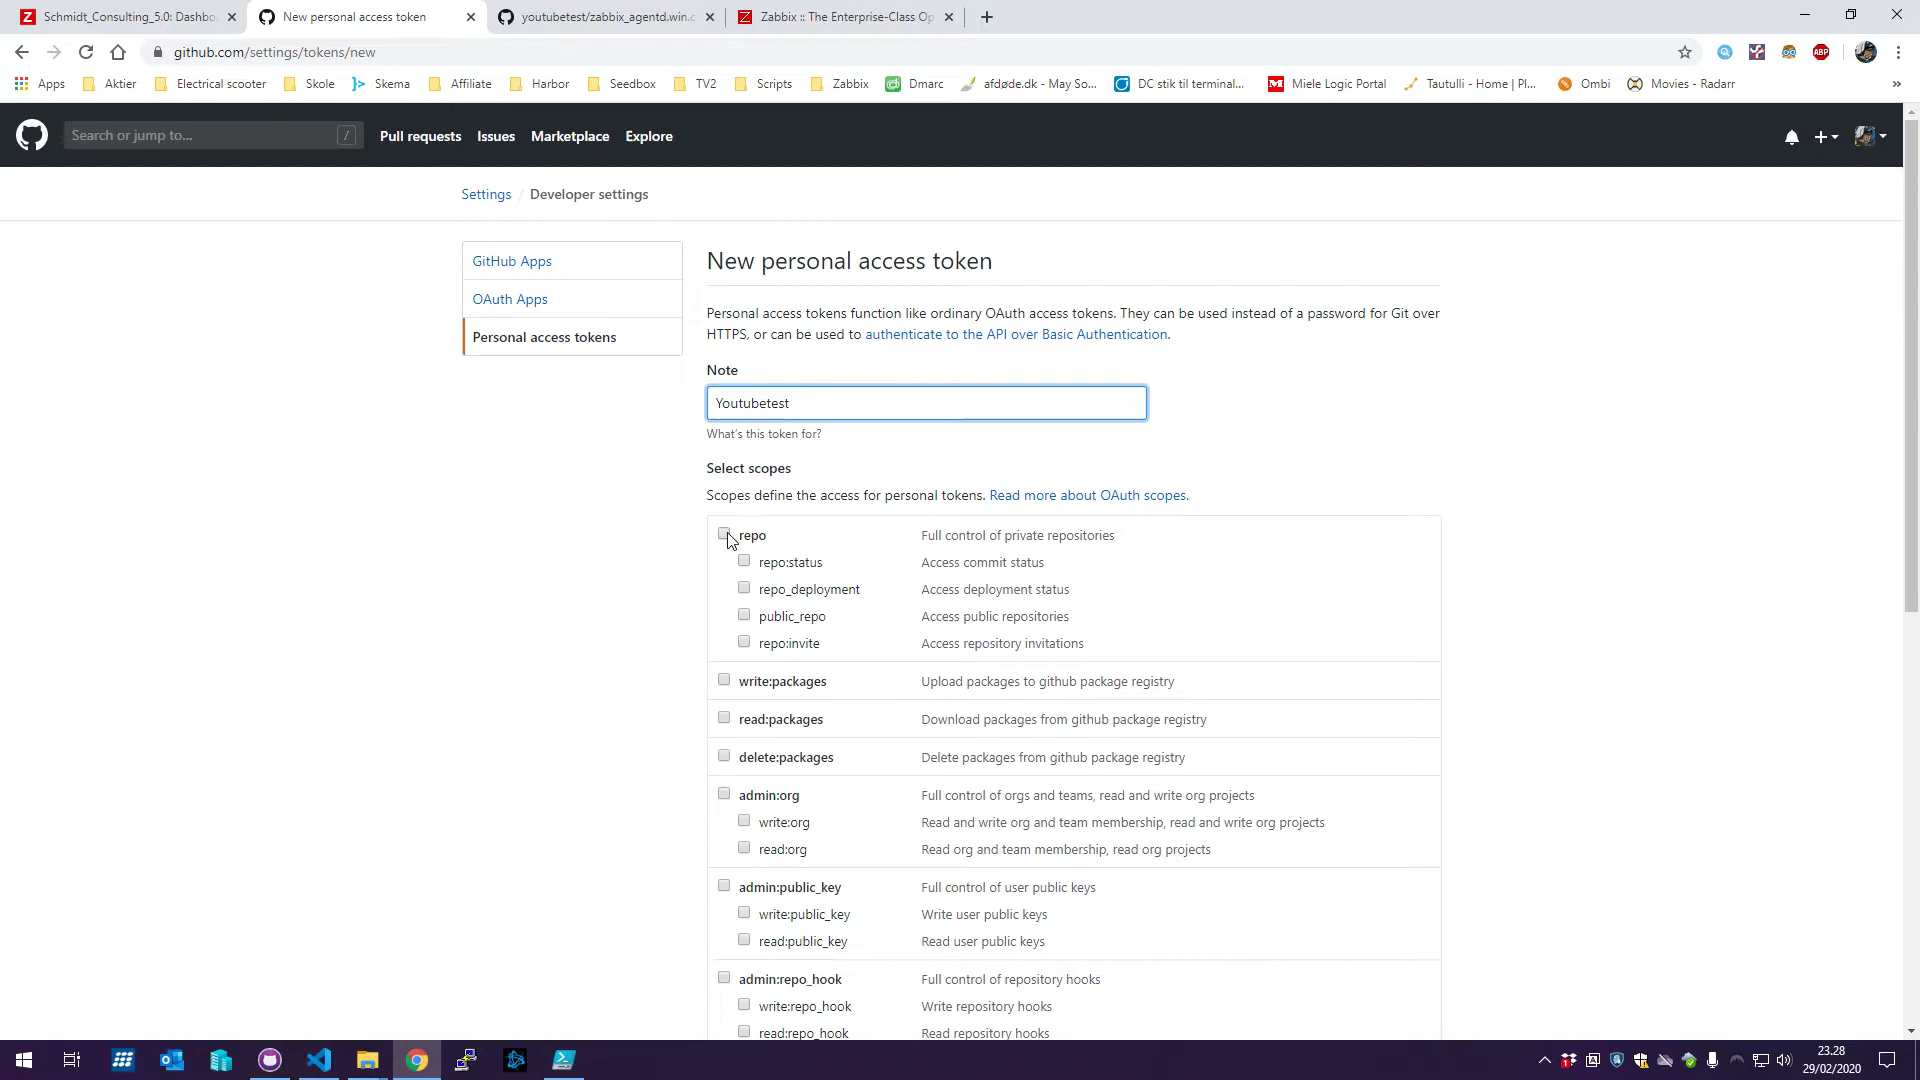 Schmidt_Consulting_5.0: Dashbo
New personal access token
youtubetest/zabbix_agentd.win.c
Zabbix :: The Enterprise-Class Op
github.com/settings/tokens/new
ABP
Apps
Aktier
Electrical scooter
Skole
Skema
Affiliate
Harbor
Seedbox
TV2
Scripts
Zabbix
Dmarc
afdøde.dk - May So...
DC stik til terminal...
Miele Logic Portal
Tautulli - Home | Pl...
Ombi
Movies - Radarr
»
Search or jump to...
/
Pull requests
Issues
Marketplace
Explore
Settings / Developer settings
GitHub Apps
OAuth Apps
Personal access tokens
New personal access token
Personal access tokens function like ordinary OAuth access tokens. They can be used instead of a password for Git over
HTTPS, or can be used to authenticate to the API over Basic Authentication.
Note
Youtubetest
What's this token for?
Select scopes
Scopes define the access for personal tokens. Read more about OAuth scopes.
repo Full control of private repositories
repo:status Access commit status
repo_deployment Access deployment status
public_repo Access public repositories
repo:invite Access repository invitations
write:packages Upload packages to github package registry
read:packages Download packages from github package registry
delete:packages Delete packages from github package registry
admin:org Full control of orgs and teams, read and write org projects
write:org Read and write org and team membership, read and write org projects
read:org Read org and team membership, read org projects
admin:public_key Full control of user public keys
write:public_key Write user public keys
read:public_key Read user public keys
admin:repo_hook Full control of repository hooks
write:repo_hook Write repository hooks
read:repo_hook Read repository hooks
23.28
29/02/2020